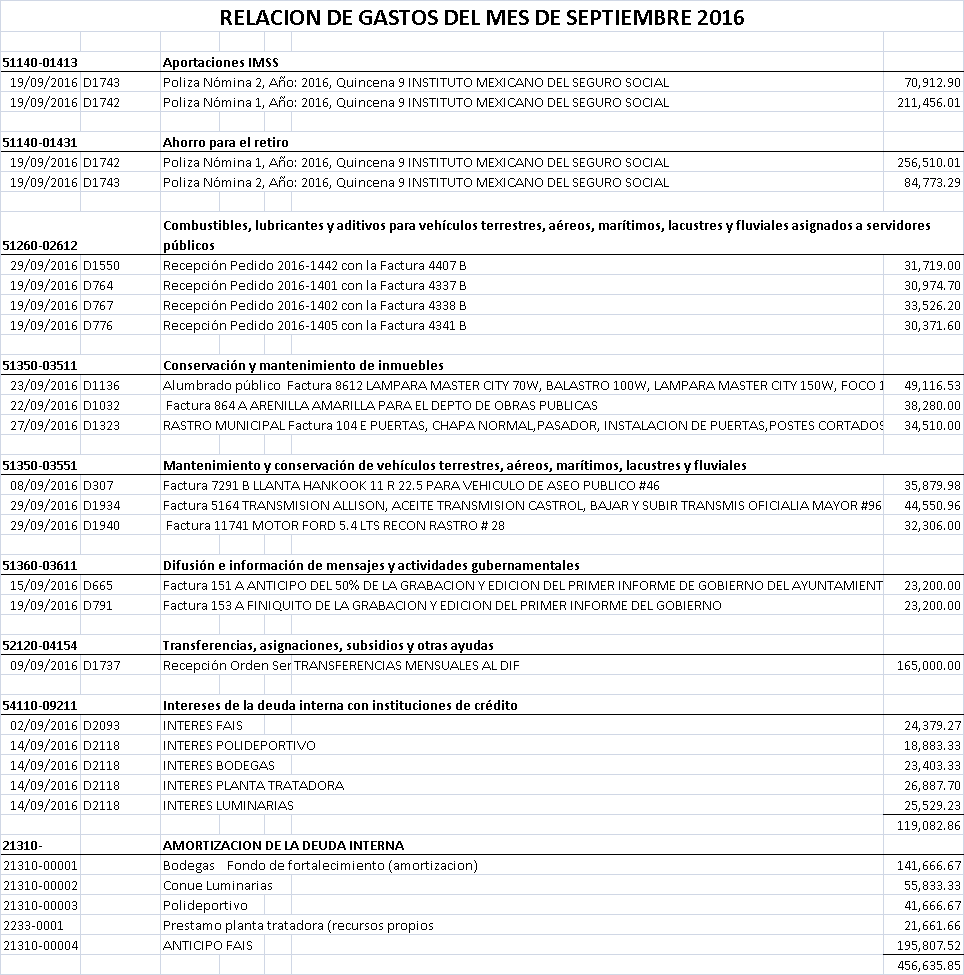 RELACION DE GASTOS DEL MES DE SEPTIEMBRE 2016
51140-01413 Aportaciones IMSS
19/09/2016 D1743 Poliza Nómina 2, Año: 2016, Quincena 9 INSTITUTO MEXICANO DEL SEGURO SOCIAL 70,912.90
19/09/2016 D1742 Poliza Nómina 1, Año: 2016, Quincena 9 INSTITUTO MEXICANO DEL SEGURO SOCIAL 211,456.01
51140-01431 Ahorro para el retiro
19/09/2016 D1742 Poliza Nómina 1, Año: 2016, Quincena 9 INSTITUTO MEXICANO DEL SEGURO SOCIAL 256,510.01
19/09/2016 D1743 Poliza Nómina 2, Año: 2016, Quincena 9 INSTITUTO MEXICANO DEL SEGURO SOCIAL 84,773.29
Combustibles, lubricantes y aditivos para vehículos terrestres, aéreos, marítimos, lacustres y fluviales asignados a servidores
51260-02612 públicos
29/09/2016 D1550 Recepción Pedido 2016-1442 con la Factura 4407 B 31,719.00
19/09/2016 D764 Recepción Pedido 2016-1401 con la Factura 4337 B 30,974.70
19/09/2016 D767 Recepción Pedido 2016-1402 con la Factura 4338 B 33,526.20
19/09/2016 D776 Recepción Pedido 2016-1405 con la Factura 4341 B 30,371.60
51350-03511 Conservación y mantenimiento de inmuebles
23/09/2016 D1136 Alumbrado público Factura 8612 LAMPARA MASTER CITY 70W, BALASTRO 100W, LAMPARA MASTER CITY 150W, FOCO 1 49,116.53
22/09/2016 D1032 Factura 864 A ARENILLA AMARILLA PARA EL DEPTO DE OBRAS PUBLICAS 38,280.00
27/09/2016 D1323 RASTRO MUNICIPAL Factura 104 E PUERTAS, CHAPA NORMAL,PASADOR, INSTALACION DE PUERTAS,POSTES CORTADOS 34,510.00
51350-03551 Mantenimiento y conservación de vehículos terrestres, aéreos, marítimos, lacustres y fluviales
08/09/2016 D307 Factura 7291 B LLANTA HANKOOK 11 R 22.5 PARA VEHICULO DE ASEO PUBLICO #46 35,879.98
29/09/2016 D1934 Factura 5164 TRANSMISION ALLISON, ACEITE TRANSMISION CASTROL, BAJAR Y SUBIR TRANSMIS OFICIALIA MAYOR #96 44,550.96
29/09/2016 D1940 Factura 11741 MOTOR FORD 5.4 LTS RECON RASTRO # 28 32,306.00
51360-03611 Difusión e información de mensajes y actividades gubernamentales
15/09/2016 D665 Factura 151 A ANTICIPO DEL 50% DE LA GRABACION Y EDICION DEL PRIMER INFORME DE GOBIERNO DEL AYUNTAMIENT 23,200.00
19/09/2016 D791 Factura 153 A FINIQUITO DE LA GRABACION Y EDICION DEL PRIMER INFORME DEL GOBIERNO 23,200.00
52120-04154 Transferencias, asignaciones, subsidios y otras ayudas
09/09/2016 D1737 Recepción Orden Ser TRANSFERENCIAS MENSUALES AL DIF 165,000.00
54110-09211 Intereses de la deuda interna con instituciones de crédito
02/09/2016 D2093 INTERES FAIS 24,379.27
14/09/2016 D2118 INTERES POLIDEPORTIVO 18,883.33
14/09/2016 D2118 INTERES BODEGAS 23,403.33
14/09/2016 D2118 INTERES PLANTA TRATADORA 26,887.70
14/09/2016 D2118 INTERES LUMINARIAS 25,529.23
119,082.86
21310- AMORTIZACION DE LA DEUDA INTERNA
21310-00001 Bodegas Fondo de fortalecimiento (amortizacion) 141,666.67
21310-00002 Conue Luminarias 55,833.33
21310-00003 Polideportivo 41,666.67
2233-0001 Prestamo planta tratadora (recursos propios 21,661.66
21310-00004 ANTICIPO FAIS 195,807.52
456,635.85